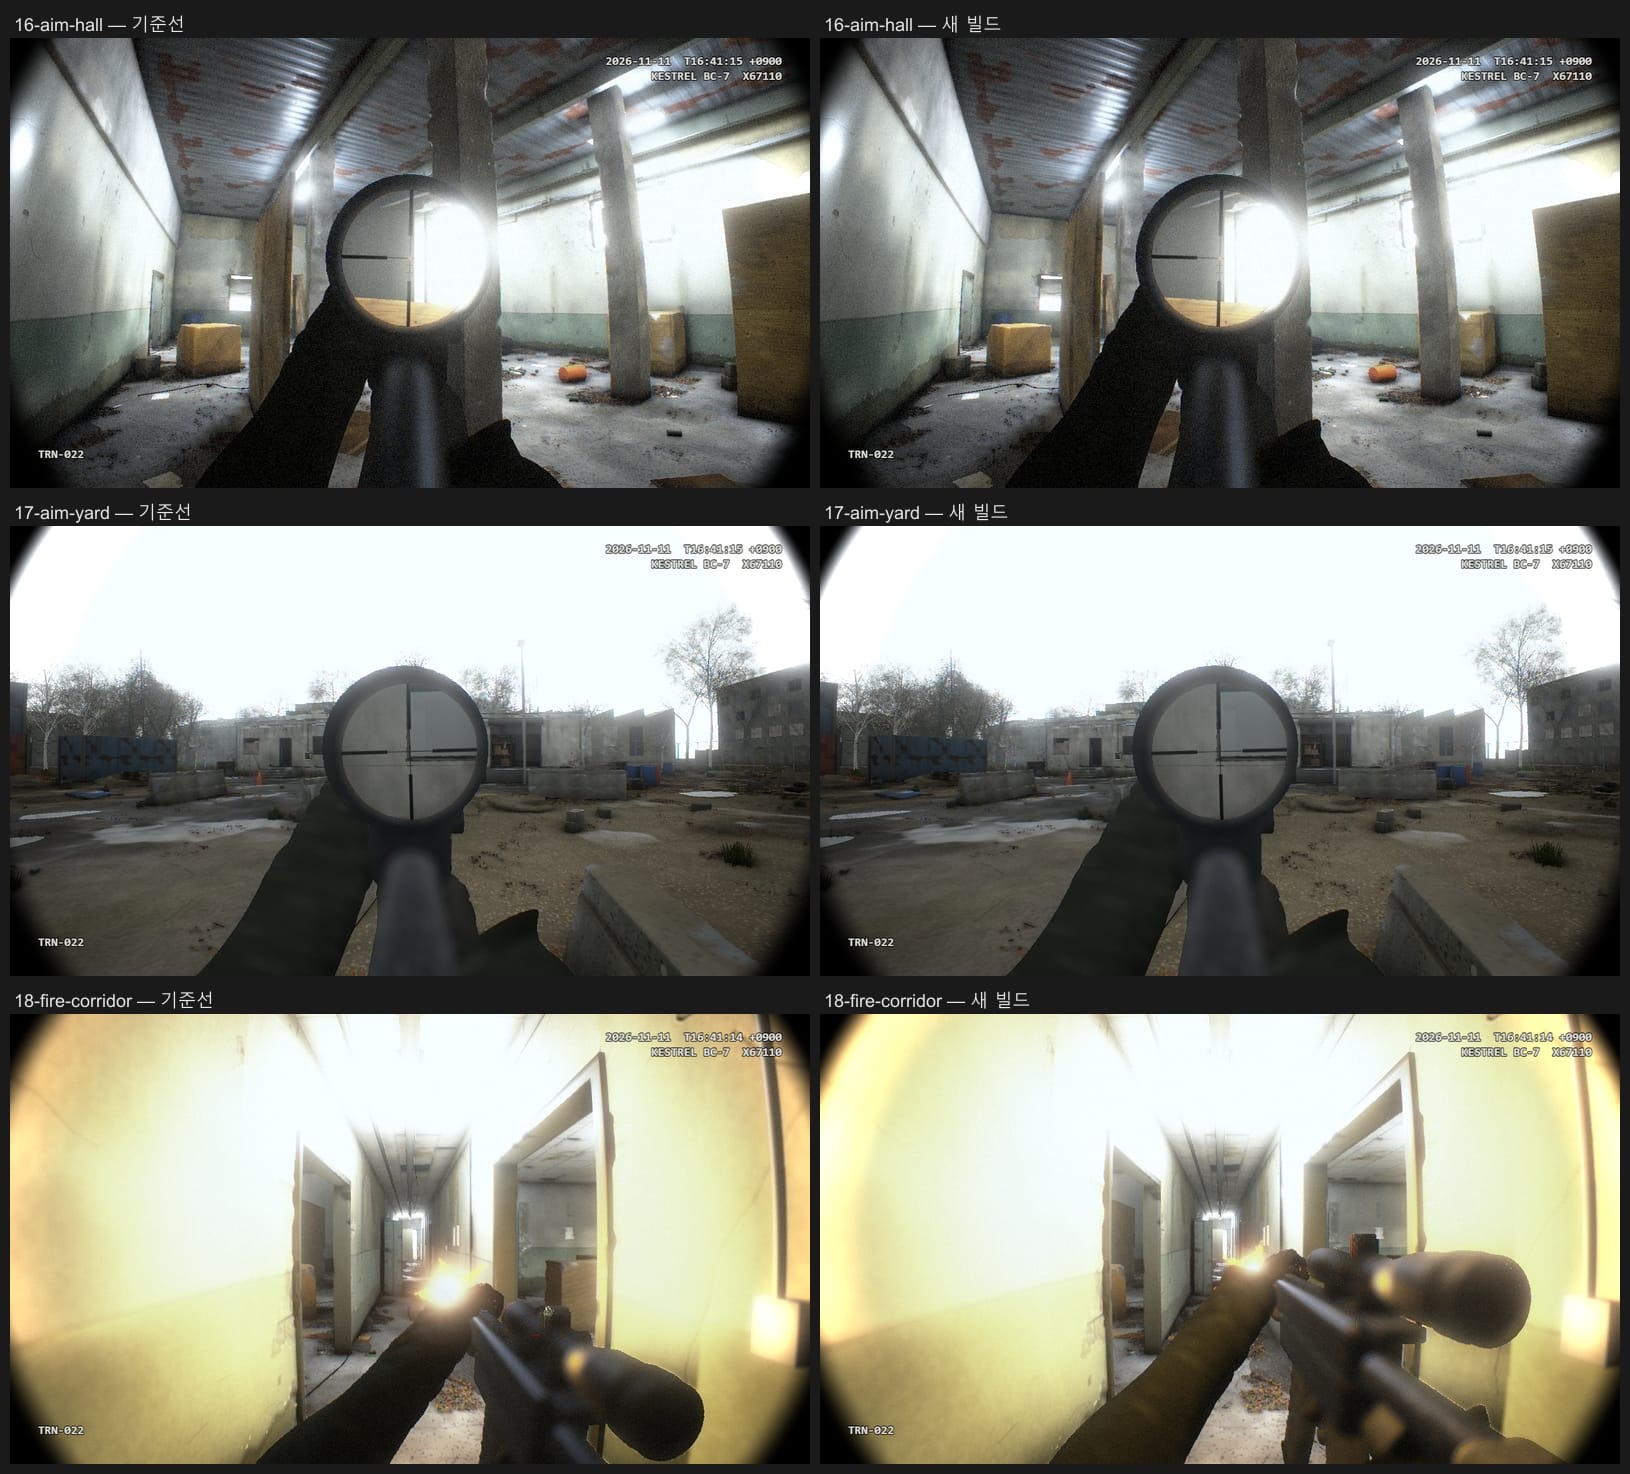 16-aim-hall — 기준선
16-aim-hall — 새 빌드
2026-11-11 T16:41:15 +0900
KESTREL BC-7 X67110
TRN-022
2026-11-11 T16:41:15 +0900
KESTREL BC-7 X67110
TRN-022
17-aim-yard — 기준선
17-aim-yard — 새 빌드
2026-11-11 T16:41:15 +0900
KESTREL BC-7 X67110
TRN-022
2026-11-11 T16:41:15 +0900
KESTREL BC-7 X67110
TRN-022
18-fire-corridor — 기준선
18-fire-corridor — 새 빌드
2026-11-11 T16:41:14 +0900
KESTREL BC-7 X67110
TRN-022
2026-11-11 T16:41:14 +0900
KESTREL BC-7 X67110
TRN-022